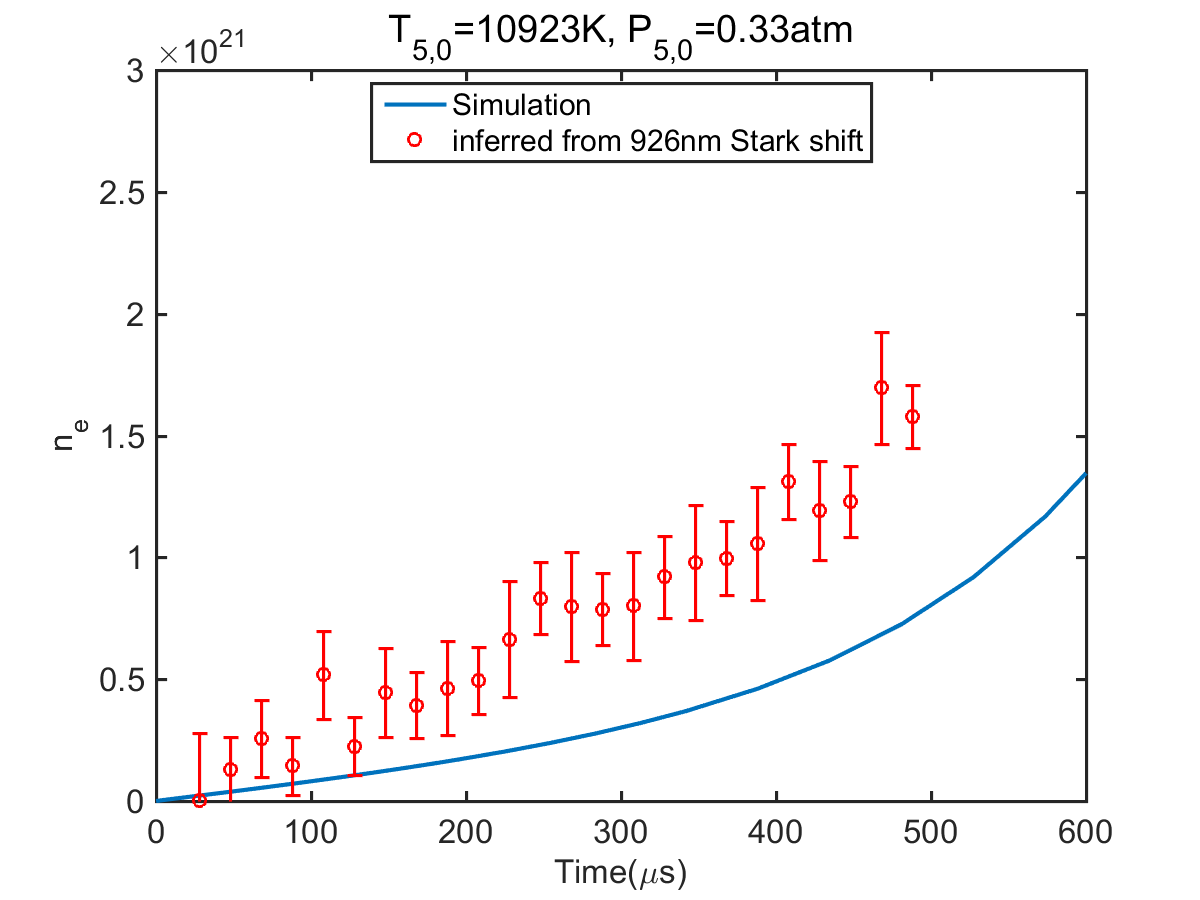 T5,0=10923K, P5,0=0.33atm
×10^21
3
2.5
2
1.5
1
0.5
0
ne
Simulation
inferred from 926nm Stark shift
0 100 200 300 400 500 600
Time(μs)